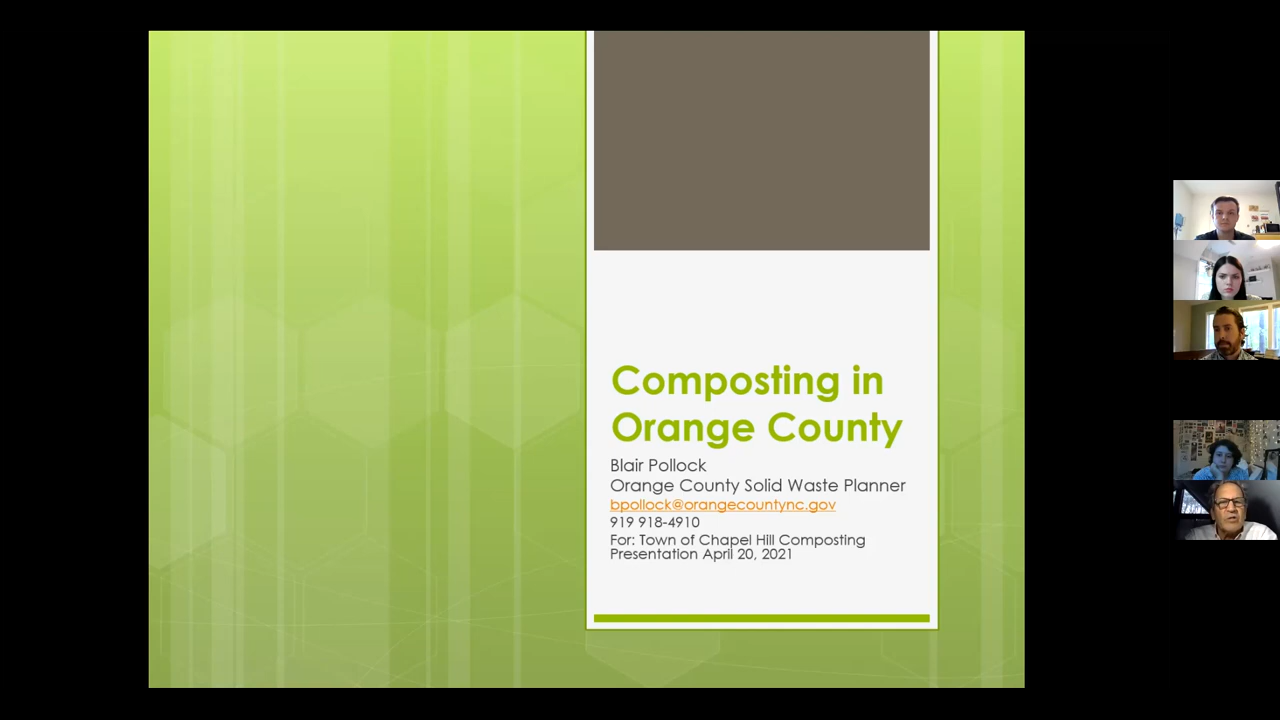 Composting in
Orange County
Blair Pollock
Orange County Solid Waste Planner
bpollock@orangecountync.gov
919 918-4910
For: Town of Chapel Hill Composting
Presentation April 20, 2021